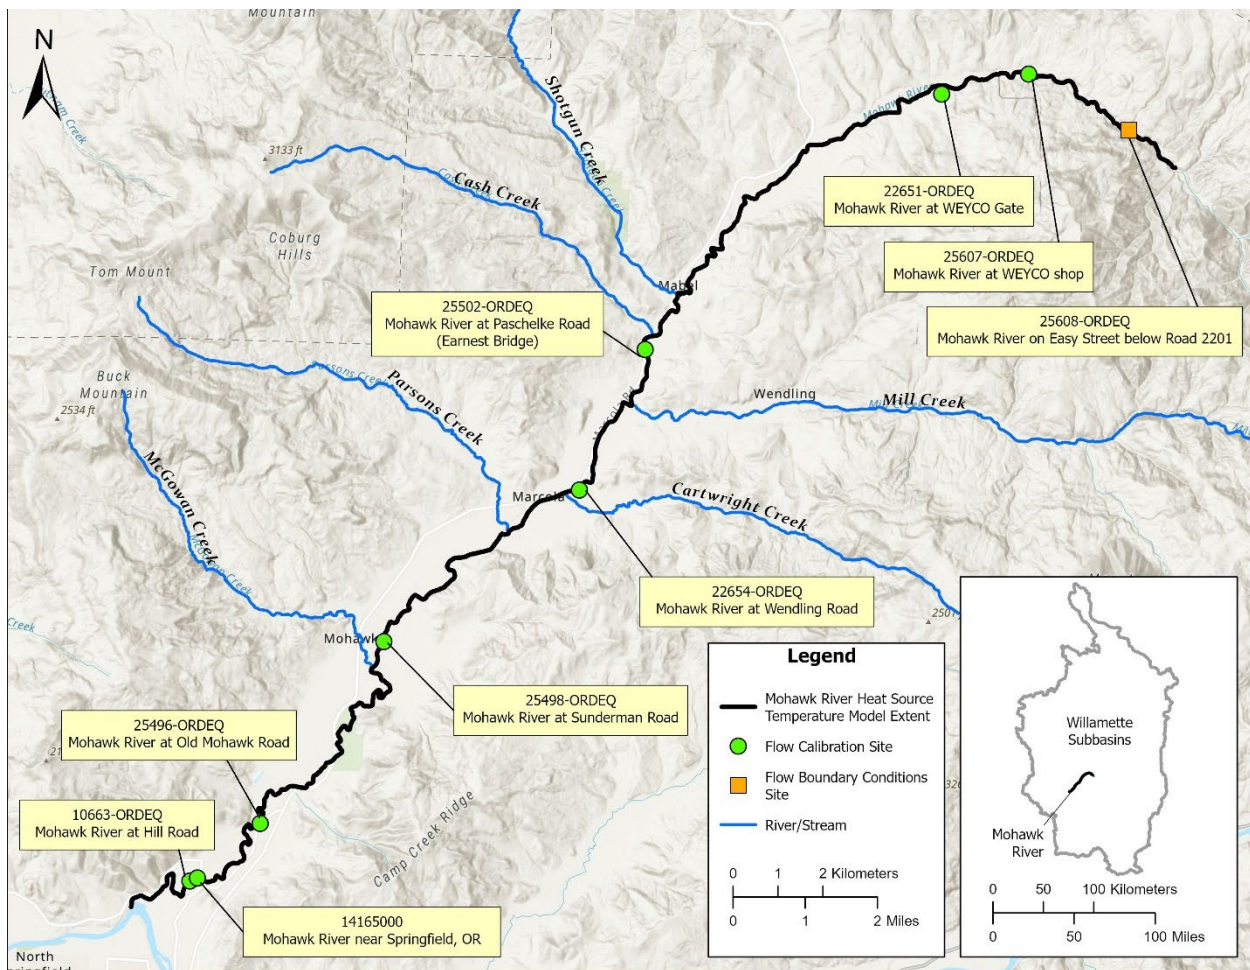 Mountain
N
Shotgun Creek
Mohawk River
3133 ft
Cash Creek
22651-ORDEQ
Mohawk River at WEYCO Gate
Coburg
Hills
25607-ORDEQ
Mohawk River at WEYCO shop
Tom Mount
Mabel
25502-ORDEQ
Mohawk River at Paschelke Road
(Earnest Bridge)
25608-ORDEQ
Mohawk River on Easy Street below Road 2201
Buck
Mountain
2534 ft
Parsons Creek
Parsons Creek
Wendling
Mill Creek
McGowan Creek
Marcola
Cartwright Creek
22654-ORDEQ
Mohawk River at Wendling Road
Creek
Mohawk
25498-ORDEQ
Mohawk River at Sunderman Road
25496-ORDEQ
Mohawk River at Old Mohawk Road
10663-ORDEQ
Mohawk River at Hill Road
Camp Creek Ridge
14165000
Mohawk River near Springfield, OR
North
Legend
Mohawk River Heat Source
Temperature Model Extent
Flow Calibration Site
Flow Boundary Conditions
Site
River/Stream
0 1 2 Kilometers
0 1 2 Miles
Willamette
Subbasins
Mohawk
River
0 50 100 Kilometers
0 50 100 Miles